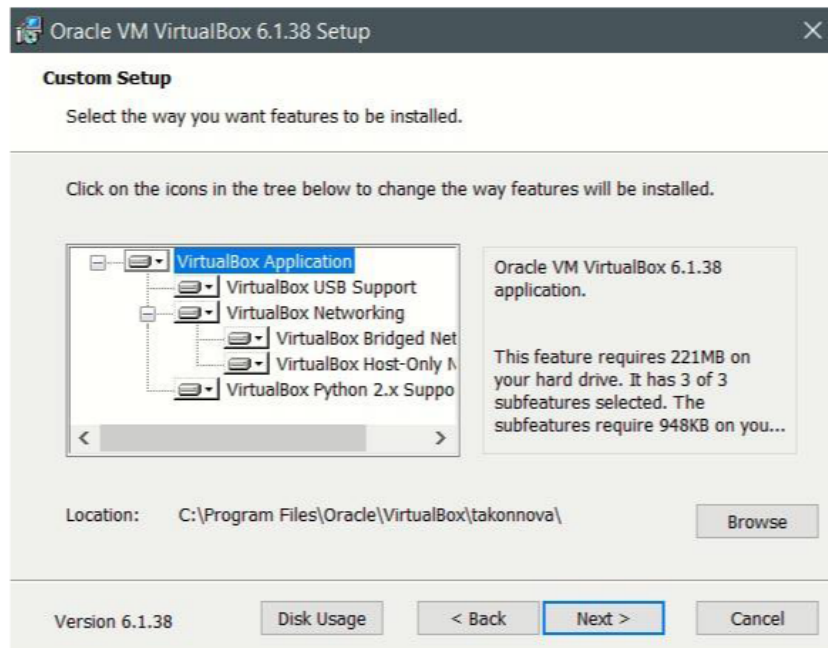 Oracle VM VirtualBox 6.1.38 Setup
Custom Setup
Select the way you want features to be installed.
Click on the icons in the tree below to change the way features will be installed.
VirtualBox Application
VirtualBox USB Support
VirtualBox Networking
VirtualBox Bridged Net
VirtualBox Host-Only N
VirtualBox Python 2.x Suppo
Oracle VM VirtualBox 6.1.38
application.
This feature requires 221MB on
your hard drive. It has 3 of 3
subfeatures selected. The
subfeatures require 948KB on you...
Location: C:\Program Files\Oracle\VirtualBox\takonnova\
Browse
Version 6.1.38
Disk Usage
< Back
Next >
Cancel